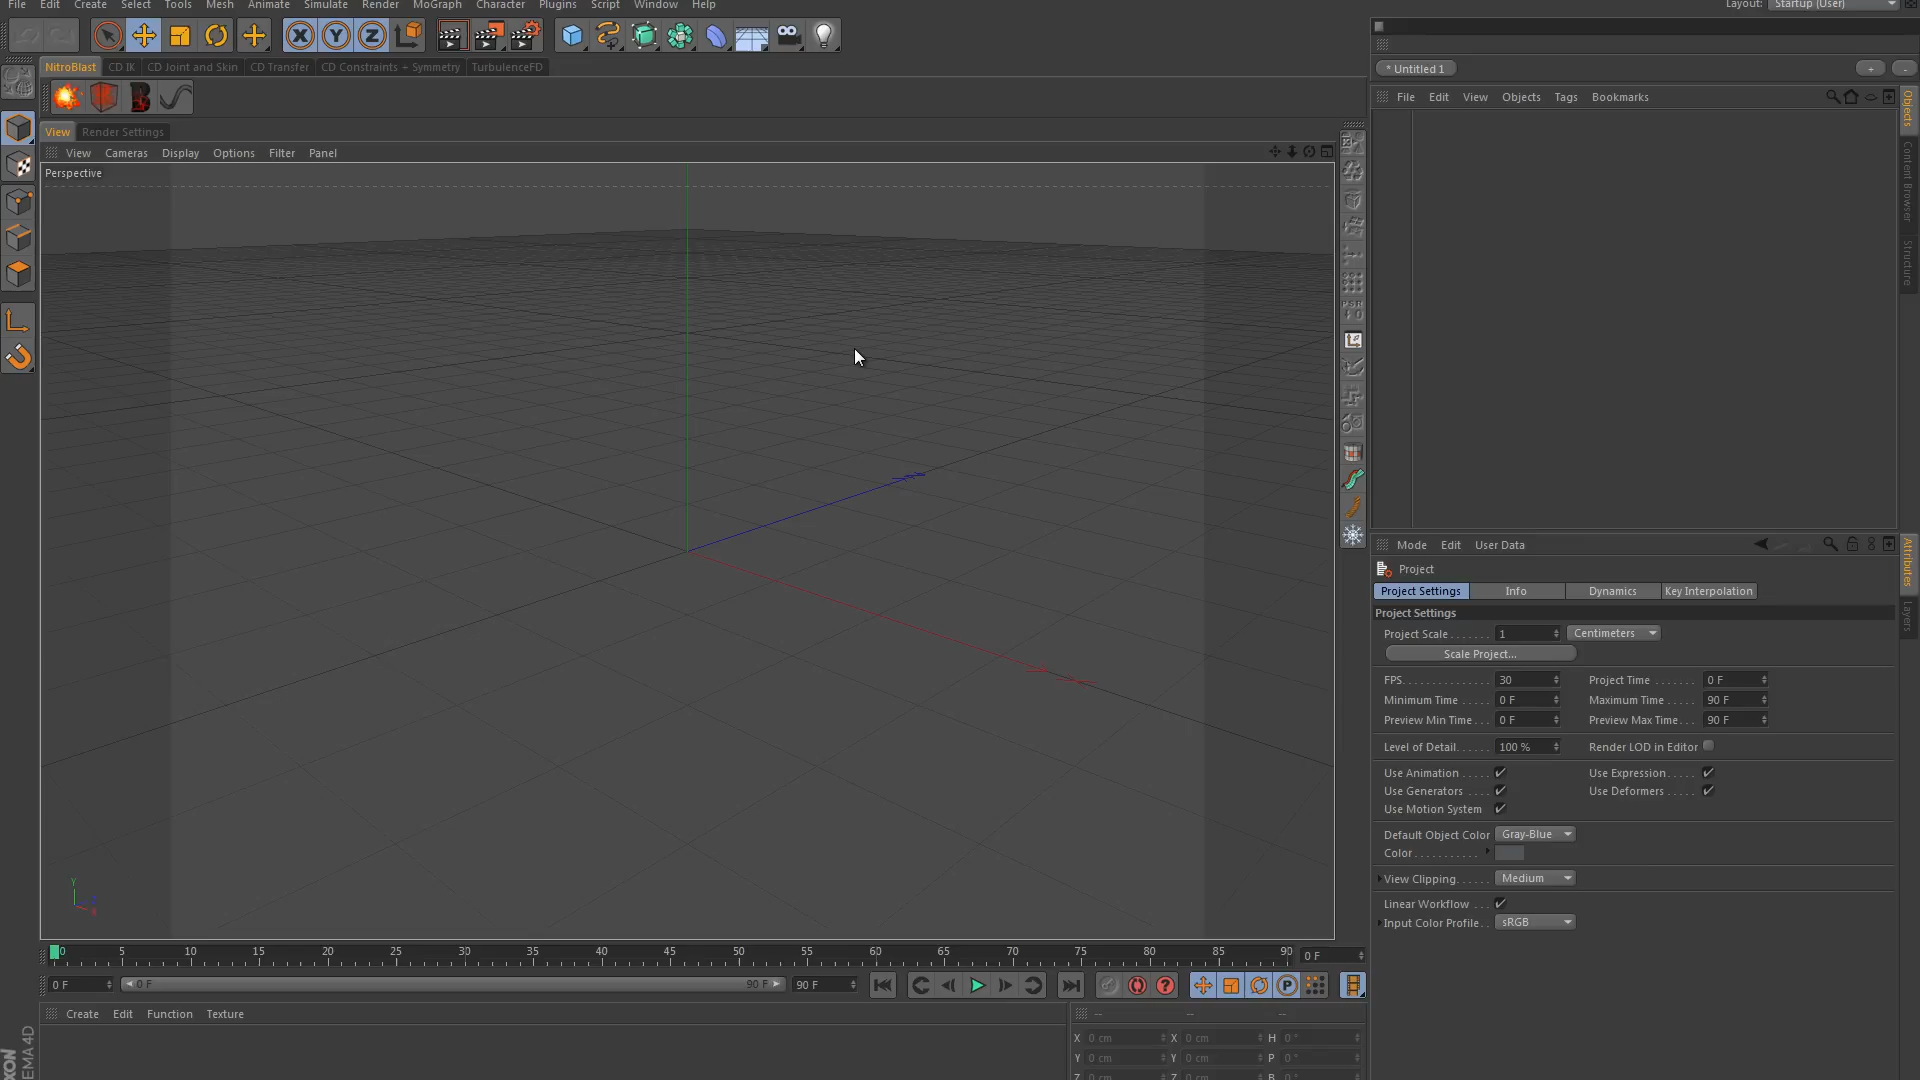 File Edit Create Select Tools Mesh Animate Simulate Render MoGraph Character Plugins Script Window Help
Layout: Startup (User)
NitroBlast CD IK CD Joint and Skin CD Transfer CD Constraints + Symmetry TurbulenceFD
* Untitled 1
+ -
File Edit View Objects Tags Bookmarks
Objects
Content Browser
Structure
View Render Settings
View Cameras Display Options Filter Panel
Perspective
PSR
Y
Mode Edit User Data
Attributes
Layers
Project
Project Settings Info Dynamics Key Interpolation
Project Settings
Project Scale 1 Centimeters
Scale Project...
FPS 30 Project Time 0 F
Minimum Time 0 F Maximum Time 90 F
Preview Min Time 0 F Preview Max Time 90 F
Level of Detail 100 % Render LOD in Editor
Use Animation Use Expression
Use Generators Use Deformers
Use Motion System
Default Object Color Gray-Blue
Color
View Clipping Medium
Linear Workflow
Input Color Profile sRGB
0 5 10 15 20 25 30 35 40 45 50 55 60 65 70 75 80 85 90 0 F
0 F 0 F 90 F 90 F
Create Edit Function Texture
-- -- --
X 0 cm X 0 cm H 0 °
Y 0 cm Y 0 cm P 0 °
Z 0 cm Z 0 cm B 0 °
XON
EMA 4D